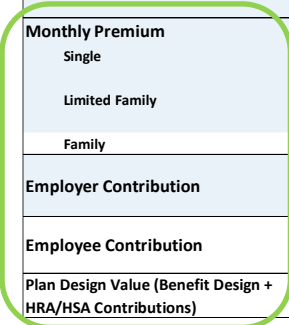 Monthly Premium
Single
Limited Family
Family
Employer Contribution
Employee Contribution
Plan Design Value (Benefit Design +
HRA/HSA Contributions)